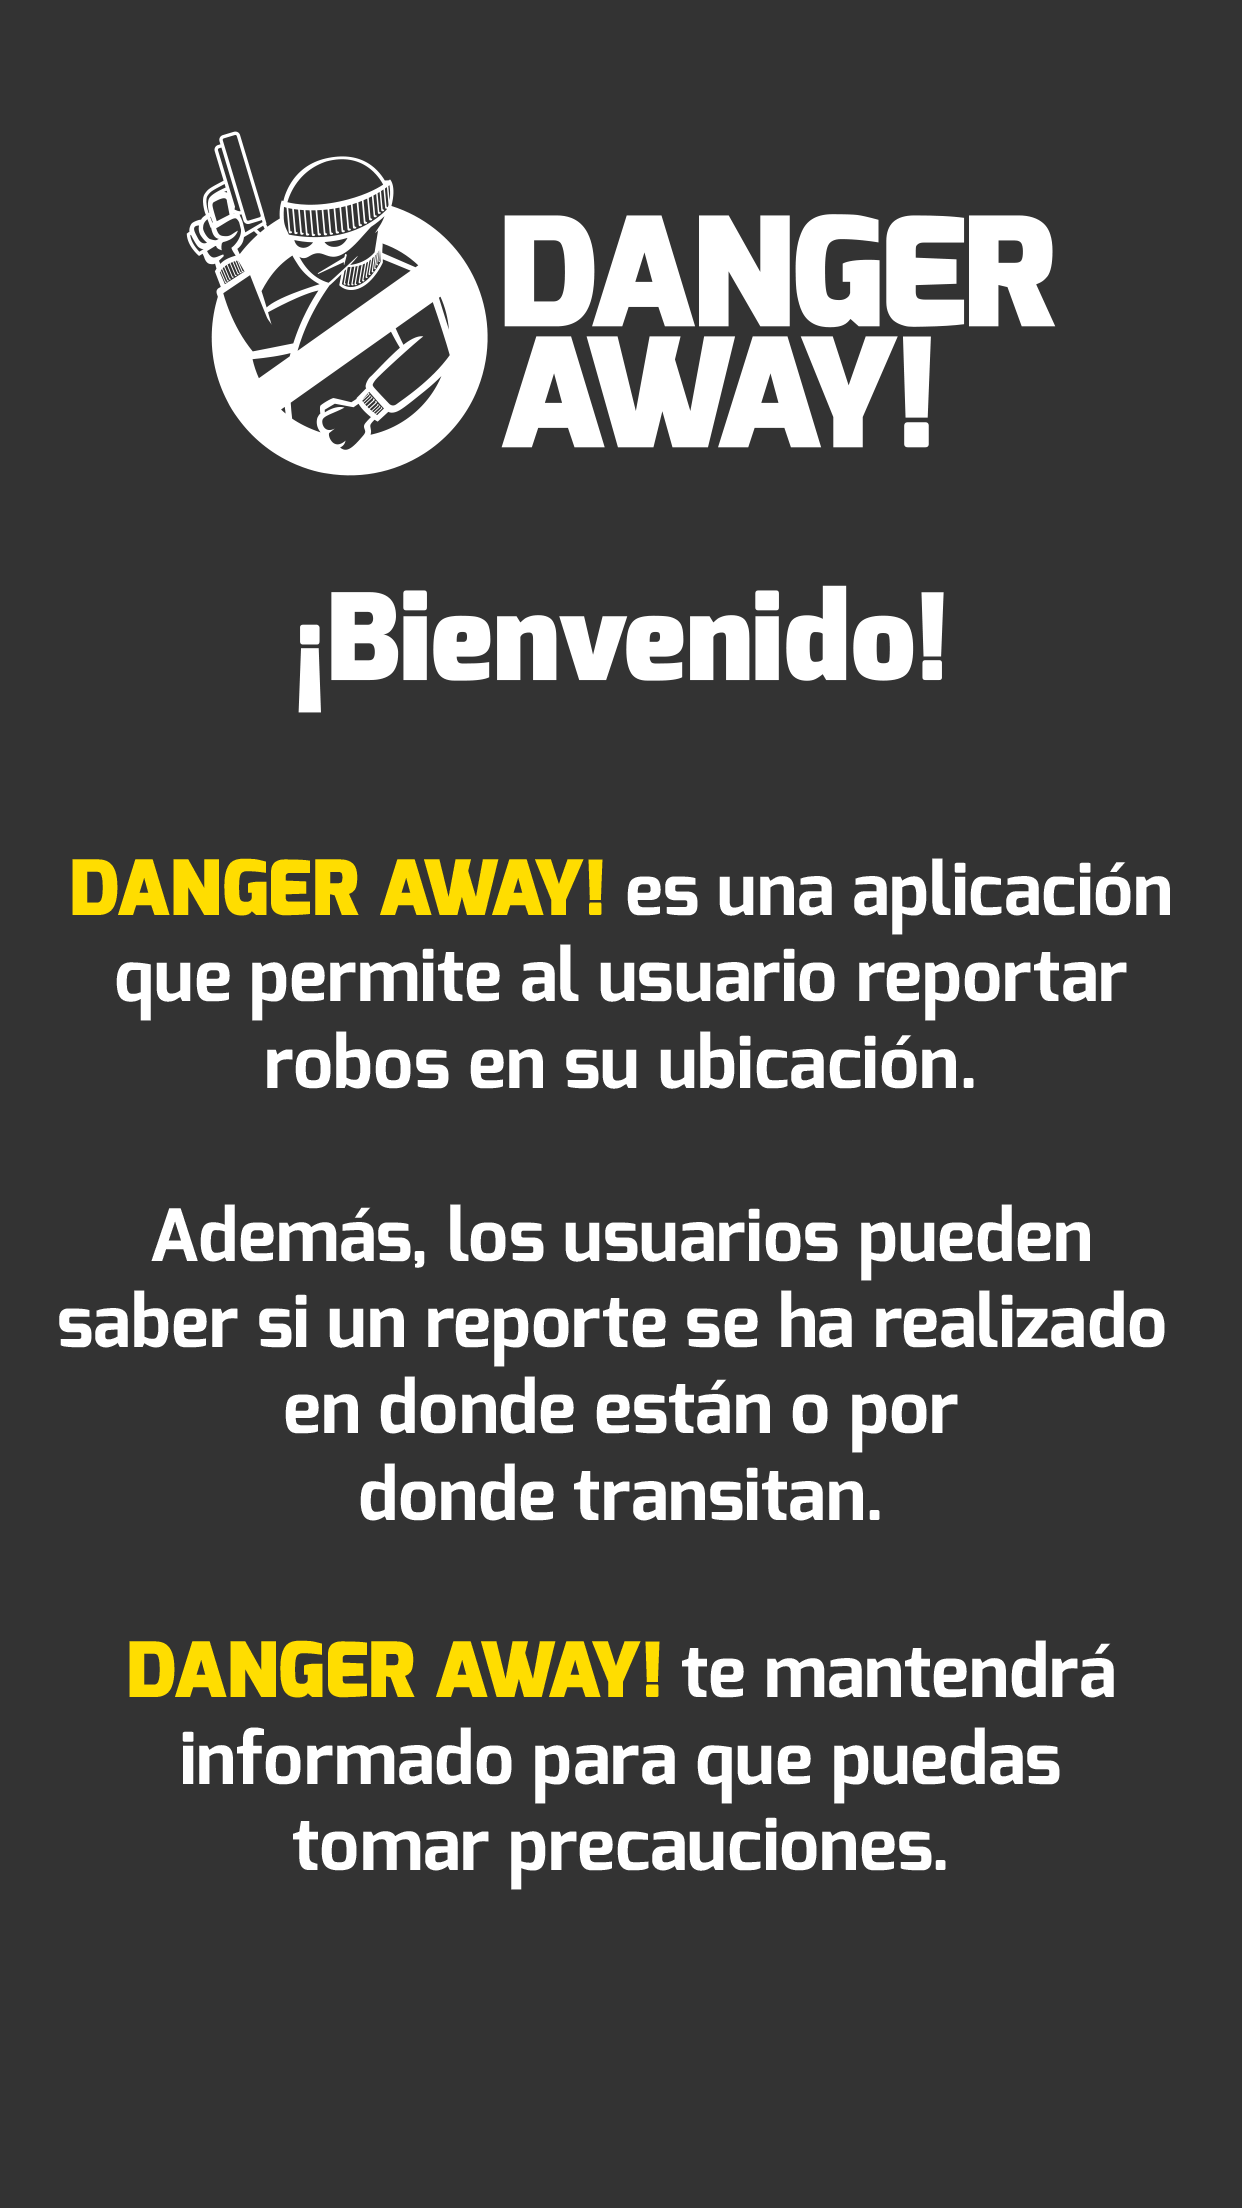 DANGER
AWAY!
¡Bienvenido!
DANGER AWAY! es una aplicación
que permite al usuario reportar
robos en su ubicación.
Además, los usuarios pueden
saber si un reporte se ha realizado
en donde están o por
donde transitan.
DANGER AWAY! te mantendrá
informado para que puedas
tomar precauciones.